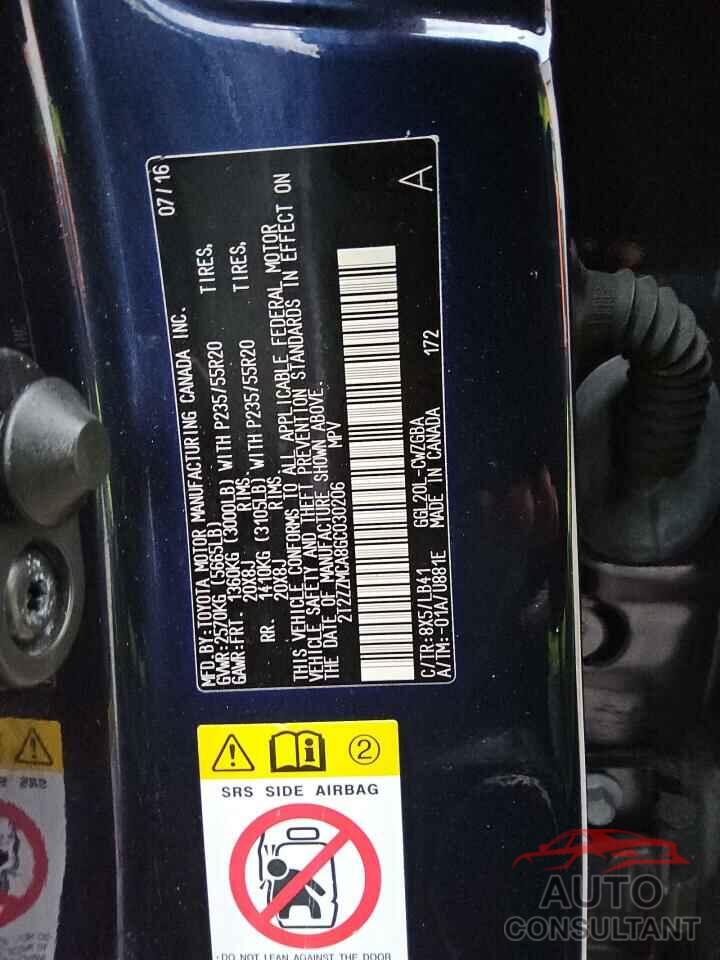 MFD.BY:TOYOTA MOTOR MANUFACTURING CANADA INC. 07/16
GVWR:2570KG (5665LB)
GAWR:FRT. 1360KG (3000LB) WITH P235/55R20 TIRES,
20X8J RIMS,
RR. 1410KG (3105LB) WITH P235/55R20 TIRES,
20X8J RIMS
THIS VEHICLE CONFORMS TO ALL APPLICABLE FEDERAL MOTOR
VEHICLE SAFETY AND THEFT PREVENTION STANDARDS IN EFFECT ON
THE DATE OF MANUFACTURE SHOWN ABOVE.
2T2ZZMCA8GC030206 MPV
C/TR:8X5/LB41 GGL20L-CWZGBA
A/TM:-01A/U881E MADE IN CANADA 172
A
2
SRS SIDE AIRBAG
DO NOT LEAN AGAINST THE DOOR
SRS
AUTO
CONSULTANT